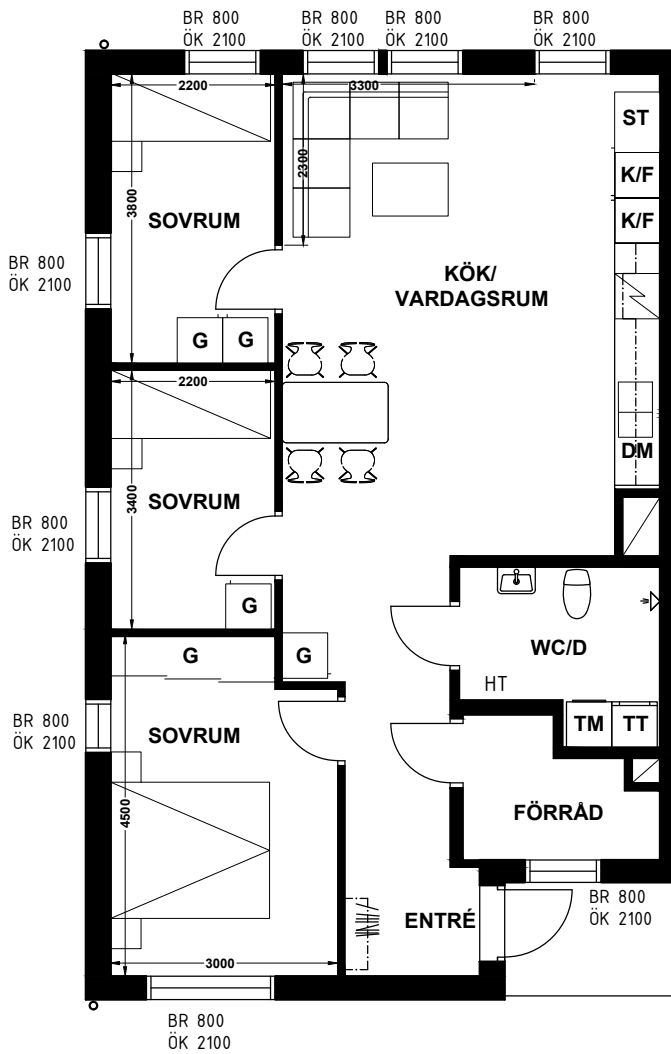 BR 800
ÖK 2100
BR 800
ÖK 2100
BR 800
ÖK 2100
BR 800
ÖK 2100
2200
3300
ST
K/F
2300
3800
SOVRUM
K/F
BR 800
ÖK 2100
KÖK/
VARDAGSRUM
G
G
2200
DM
SOVRUM
3400
BR 800
ÖK 2100
G
WC/D
G
G
HT
BR 800
ÖK 2100
SOVRUM
TM
TT
4500
FÖRRÅD
BR 800
ÖK 2100
ENTRÉ
3000
BR 800
ÖK 2100